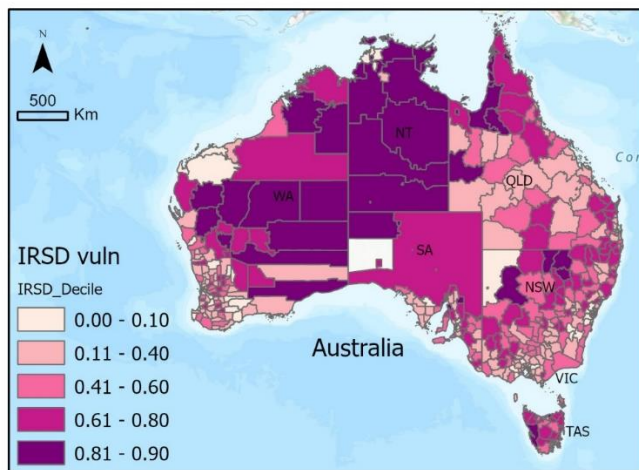 N
500
Km
NT
QLD
WA
SA
NSW
IRSD vuln
IRSD_Decile
0.00 - 0.10
0.11 - 0.40
0.41 - 0.60
0.61 - 0.80
0.81 - 0.90
Australia
VIC
TAS
Cor